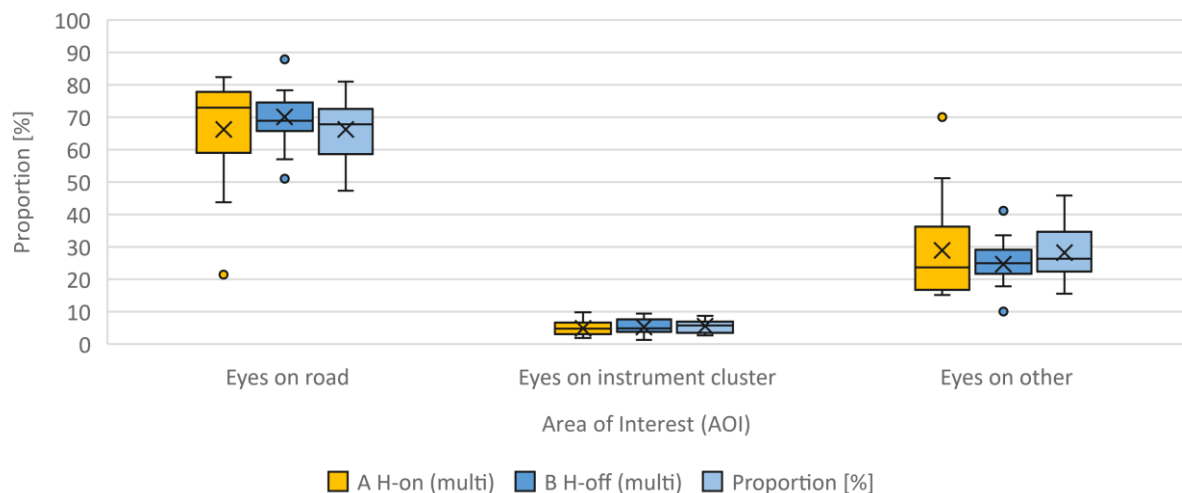 100
90
80
70
60
50
40
30
20
10
0
Proportion [%]
Eyes on road Eyes on instrument cluster Eyes on other
Area of Interest (AOI)
A H-on (multi) B H-off (multi) Proportion [%]